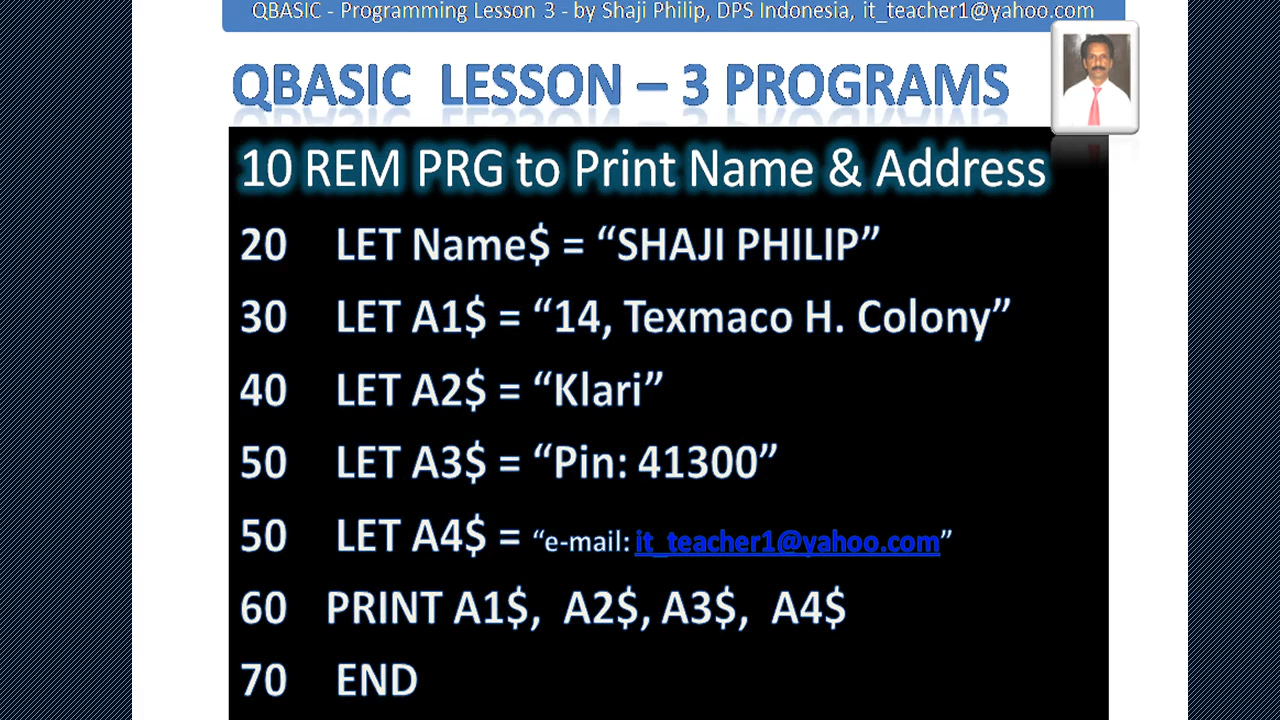 QBASIC - Programming Lesson 3 - by Shaji Philip, DPS Indonesia, it_teacher1@yahoo.com
QBASIC LESSON – 3 PROGRAMS
10 REM PRG to Print Name & Address
20 LET Name$ = “SHAJI PHILIP”
30 LET A1$ = “14, Texmaco H. Colony”
40 LET A2$ = “Klari”
50 LET A3$ = “Pin: 41300”
50 LET A4$ = “e-mail: it_teacher1@yahoo.com”
60 PRINT A1$, A2$, A3$, A4$
70 END